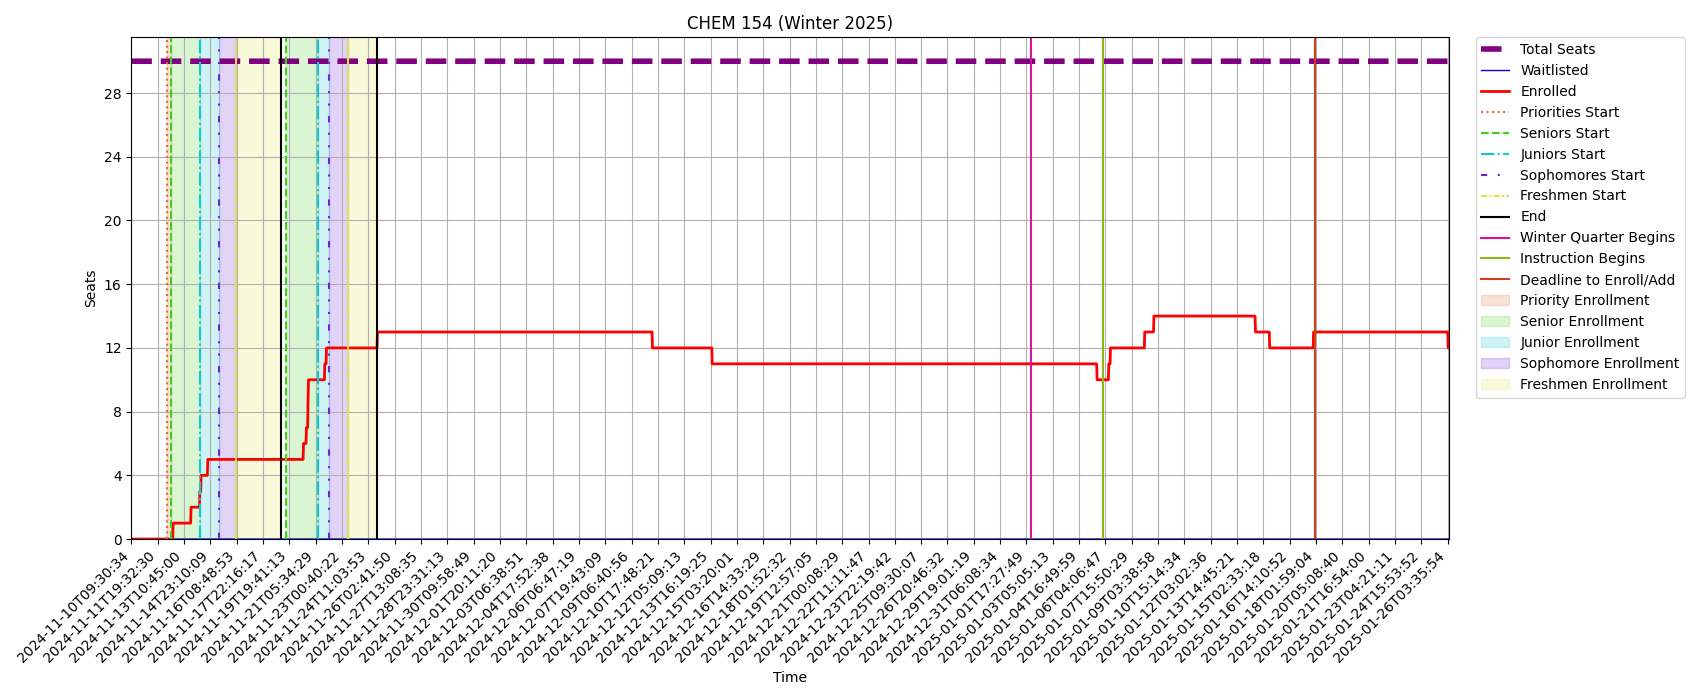 CHEM 154 (Winter 2025)
Seats
28
24
20
16
12
8
4
0
2024-11-10T09:30:34
2024-11-11T19:32:30
2024-11-13T10:45:00
2024-11-14T23:10:09
2024-11-16T08:48:53
2024-11-17T22:16:17
2024-11-19T19:41:13
2024-11-21T05:34:29
2024-11-23T00:40:22
2024-11-24T11:03:53
2024-11-26T02:41:50
2024-11-27T13:08:35
2024-11-28T23:31:13
2024-11-30T09:58:49
2024-12-01T20:11:20
2024-12-03T06:38:51
2024-12-04T17:52:38
2024-12-06T06:47:19
2024-12-07T19:43:09
2024-12-09T06:40:56
2024-12-10T17:48:21
2024-12-12T05:09:13
2024-12-13T16:19:25
2024-12-15T03:20:01
2024-12-16T14:33:29
2024-12-18T01:52:32
2024-12-19T12:57:05
2024-12-21T00:08:29
2024-12-22T11:11:47
2024-12-23T22:19:42
2024-12-25T09:30:07
2024-12-26T20:46:32
2024-12-29T19:01:19
2024-12-31T06:08:34
2025-01-01T17:27:49
2025-01-03T05:05:13
2025-01-04T16:49:59
2025-01-06T04:06:47
2025-01-07T15:50:29
2025-01-09T03:38:58
2025-01-10T15:14:34
2025-01-12T03:02:36
2025-01-13T14:45:21
2025-01-15T02:33:18
2025-01-16T14:10:52
2025-01-18T01:59:04
2025-01-20T05:08:40
2025-01-21T16:54:00
2025-01-23T04:21:11
2025-01-24T15:53:52
2025-01-26T03:35:54
Time
Total Seats
Waitlisted
Enrolled
Priorities Start
Seniors Start
Juniors Start
Sophomores Start
Freshmen Start
End
Winter Quarter Begins
Instruction Begins
Deadline to Enroll/Add
Priority Enrollment
Senior Enrollment
Junior Enrollment
Sophomore Enrollment
Freshmen Enrollment